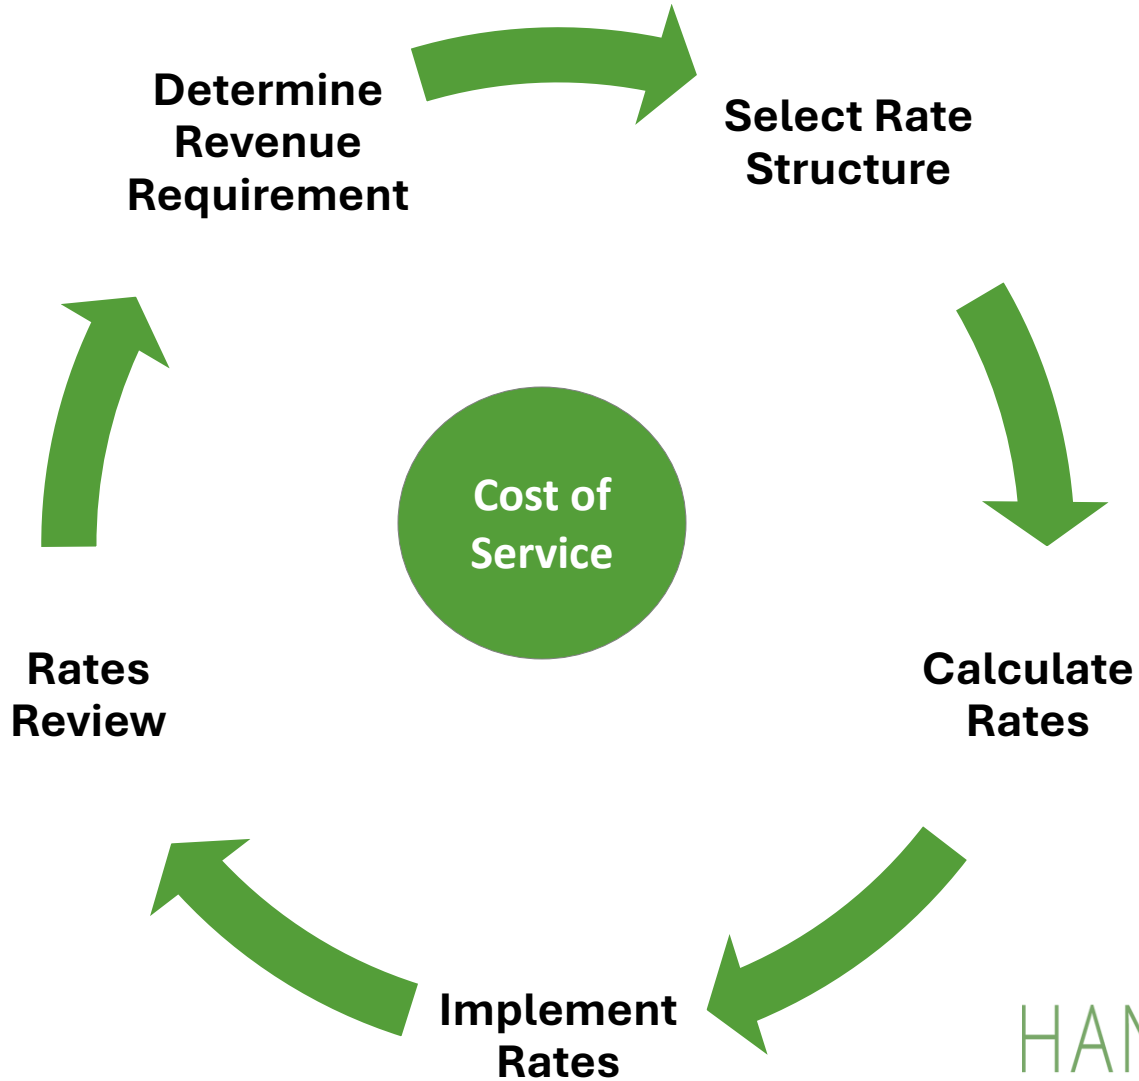 Determine
Revenue
Requirement
Select Rate
Structure
Cost of
Service
Rates
Review
Calculate
Rates
Implement
Rates